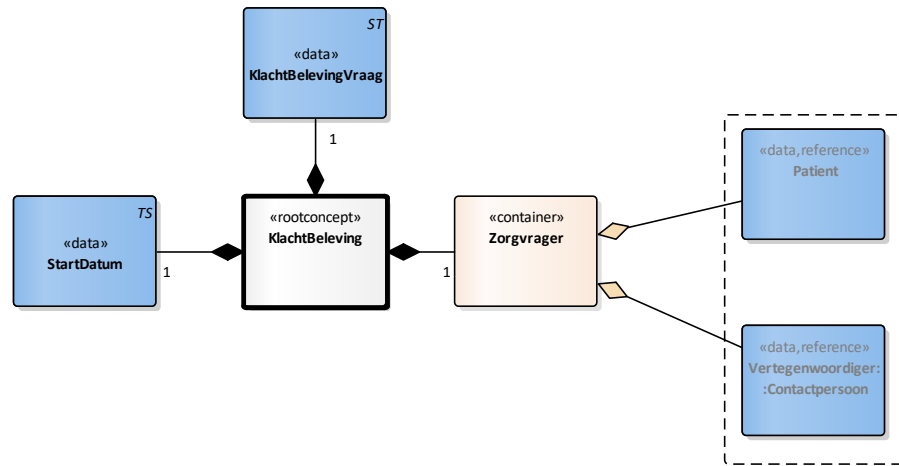 ST
«data»
KlachtBelevingVraag
1
TS
«data»
StartDatum
1
«rootconcept»
KlachtBeleving
«container»
Zorgvrager
1
«data,reference»
Patient
«data,reference»
Vertegenwoordiger:
:Contactpersoon